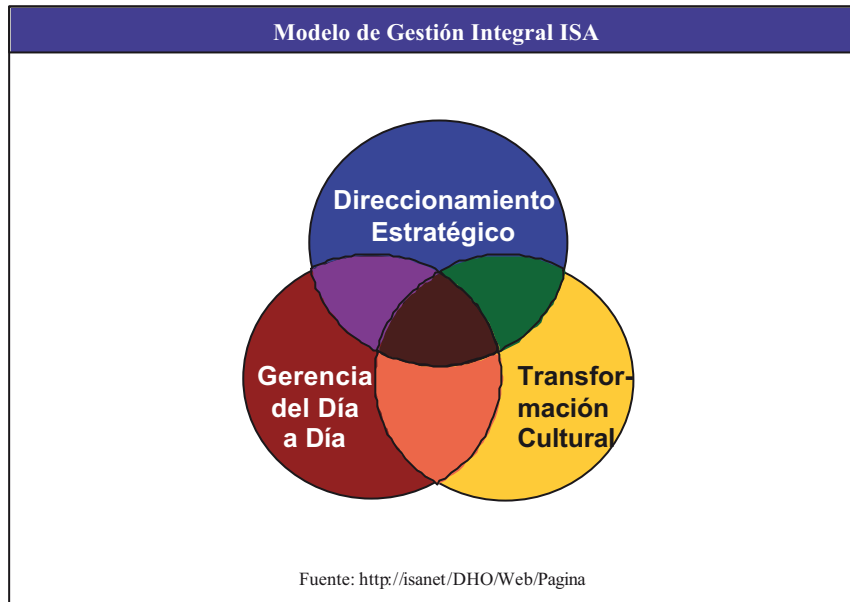 Modelo de Gestión Integral ISA
Direccionamiento
Estratégico
Gerencia
del Día
a Día
Transfor-
mación
Cultural
Fuente: http://isanet/DHO/Web/Pagina